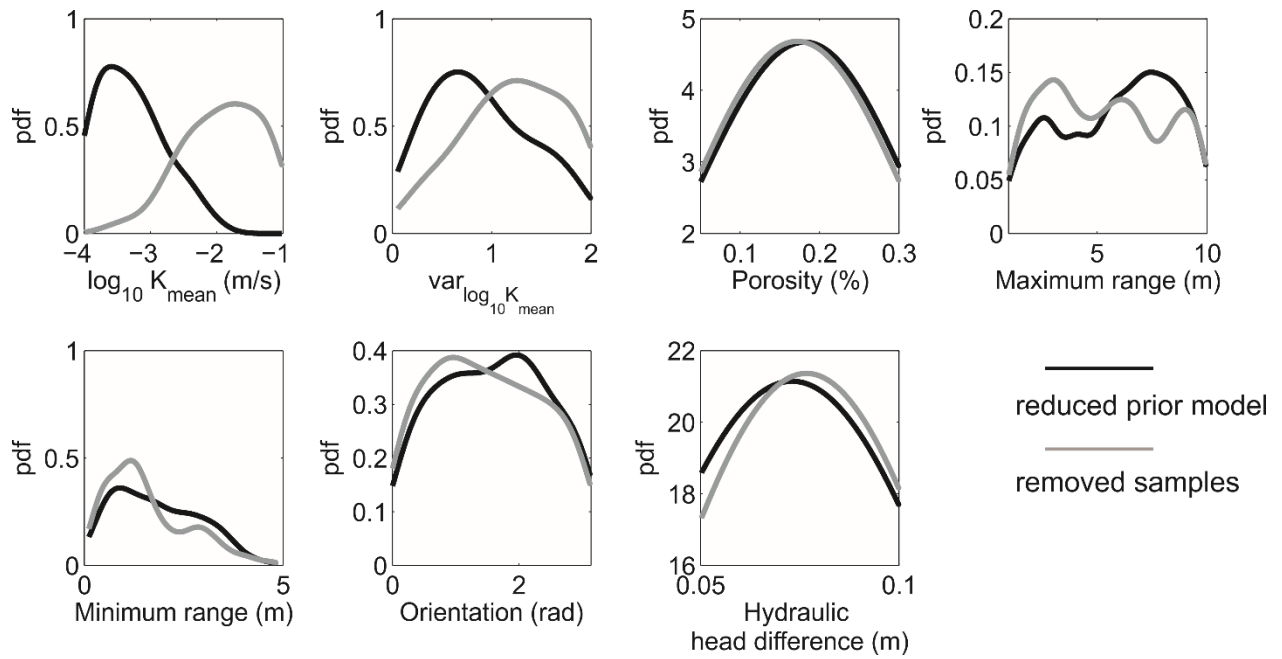 1
0.5
0
pdf
−4
−3
−2
−1
log10 Kmean (m/s)
1
0.5
0
pdf
0
1
2
varlog10Kmean
5
4
3
2
pdf
0.1
0.2
0.3
Porosity (%)
0.2
0.15
0.1
0.05
0
pdf
5
10
Maximum range (m)
1
0.5
0
pdf
0
5
Minimum range (m)
0.4
0.3
0.2
0.1
0
pdf
0
2
Orientation (rad)
22
20
18
16
pdf
0.05
0.1
Hydraulic
head difference (m)
reduced prior model
removed samples